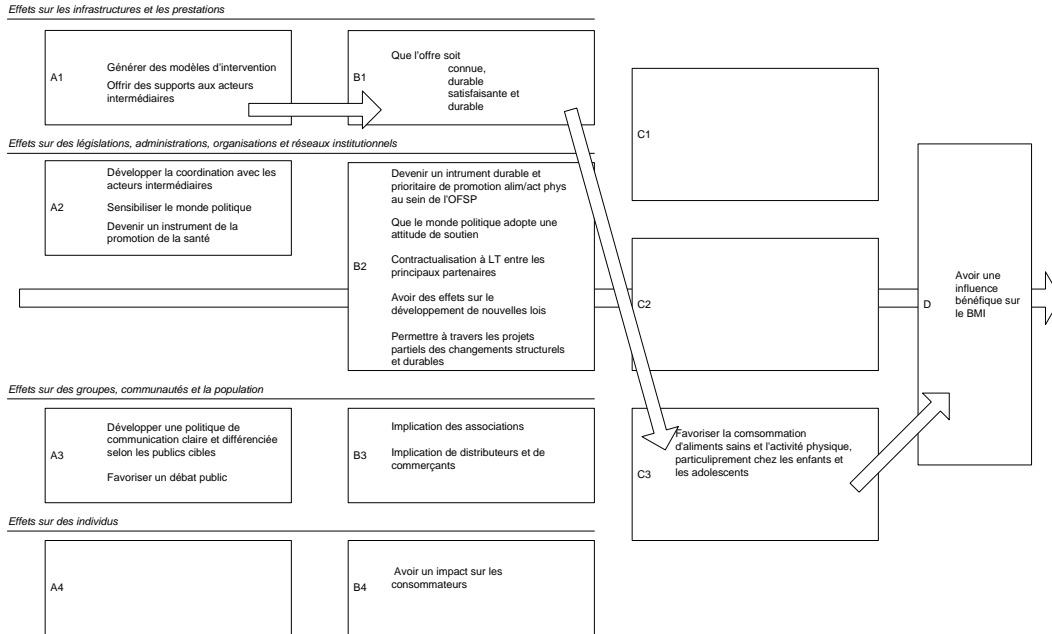 Effets sur les infrastructures et les prestations
A1
Générer des modèles d'intervention
Offrir des supports aux acteurs
intermédiaires
B1
Que l'offre soit
connue,
durable
satisfaisante et
durable
C1
Effets sur des législations, administrations, organisations et réseaux institutionnels
A2
Développer la coordination avec les
acteurs intermédiaires
Sensibiliser le monde politique
Devenir un instrument de la
promotion de la santé
B2
Devenir un intrument durable et
prioritaire de promotion alim/act phys
au sein de l'OFSP
Que le monde politique adopte une
attitude de soutien
Contractualisation à LT entre les
principaux partenaires
Avoir des effets sur le
développement de nouvelles lois
Permettre à travers les projets
partiels des changements structurels
et durables
C2
D
Avoir une
influence
bénéfique sur
le BMI
Effets sur des groupes, communautés et la population
A3
Développer une politique de
communication claire et différenciée
selon les publics cibles
Favoriser un débat public
B3
Implication des associations
Implication de distributeurs et de
commerçants
C3
Favoriser la comsommation
d'aliments sains et l'activité physique,
particuliprement chez les enfants et
les adolescents
Effets sur des individus
A4
B4
Avoir un impact sur les
consommateurs